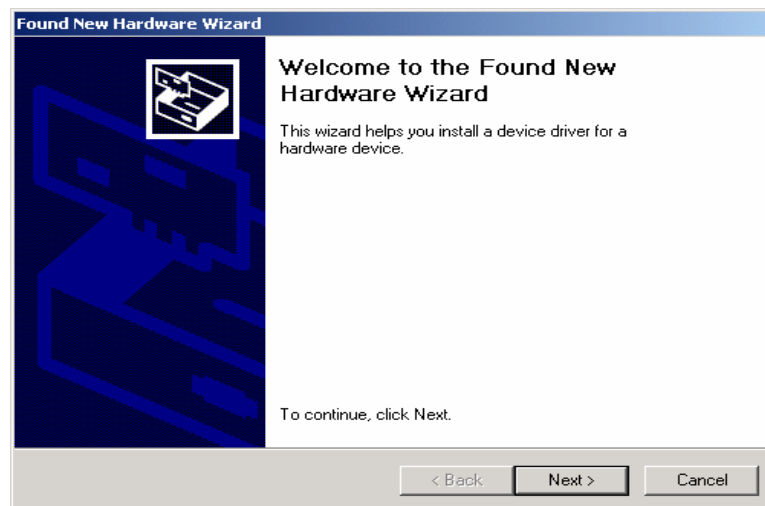 Found New Hardware Wizard
Welcome to the Found New
Hardware Wizard
This wizard helps you install a device driver for a
hardware device.
To continue, click Next.
< Back
Next >
Cancel